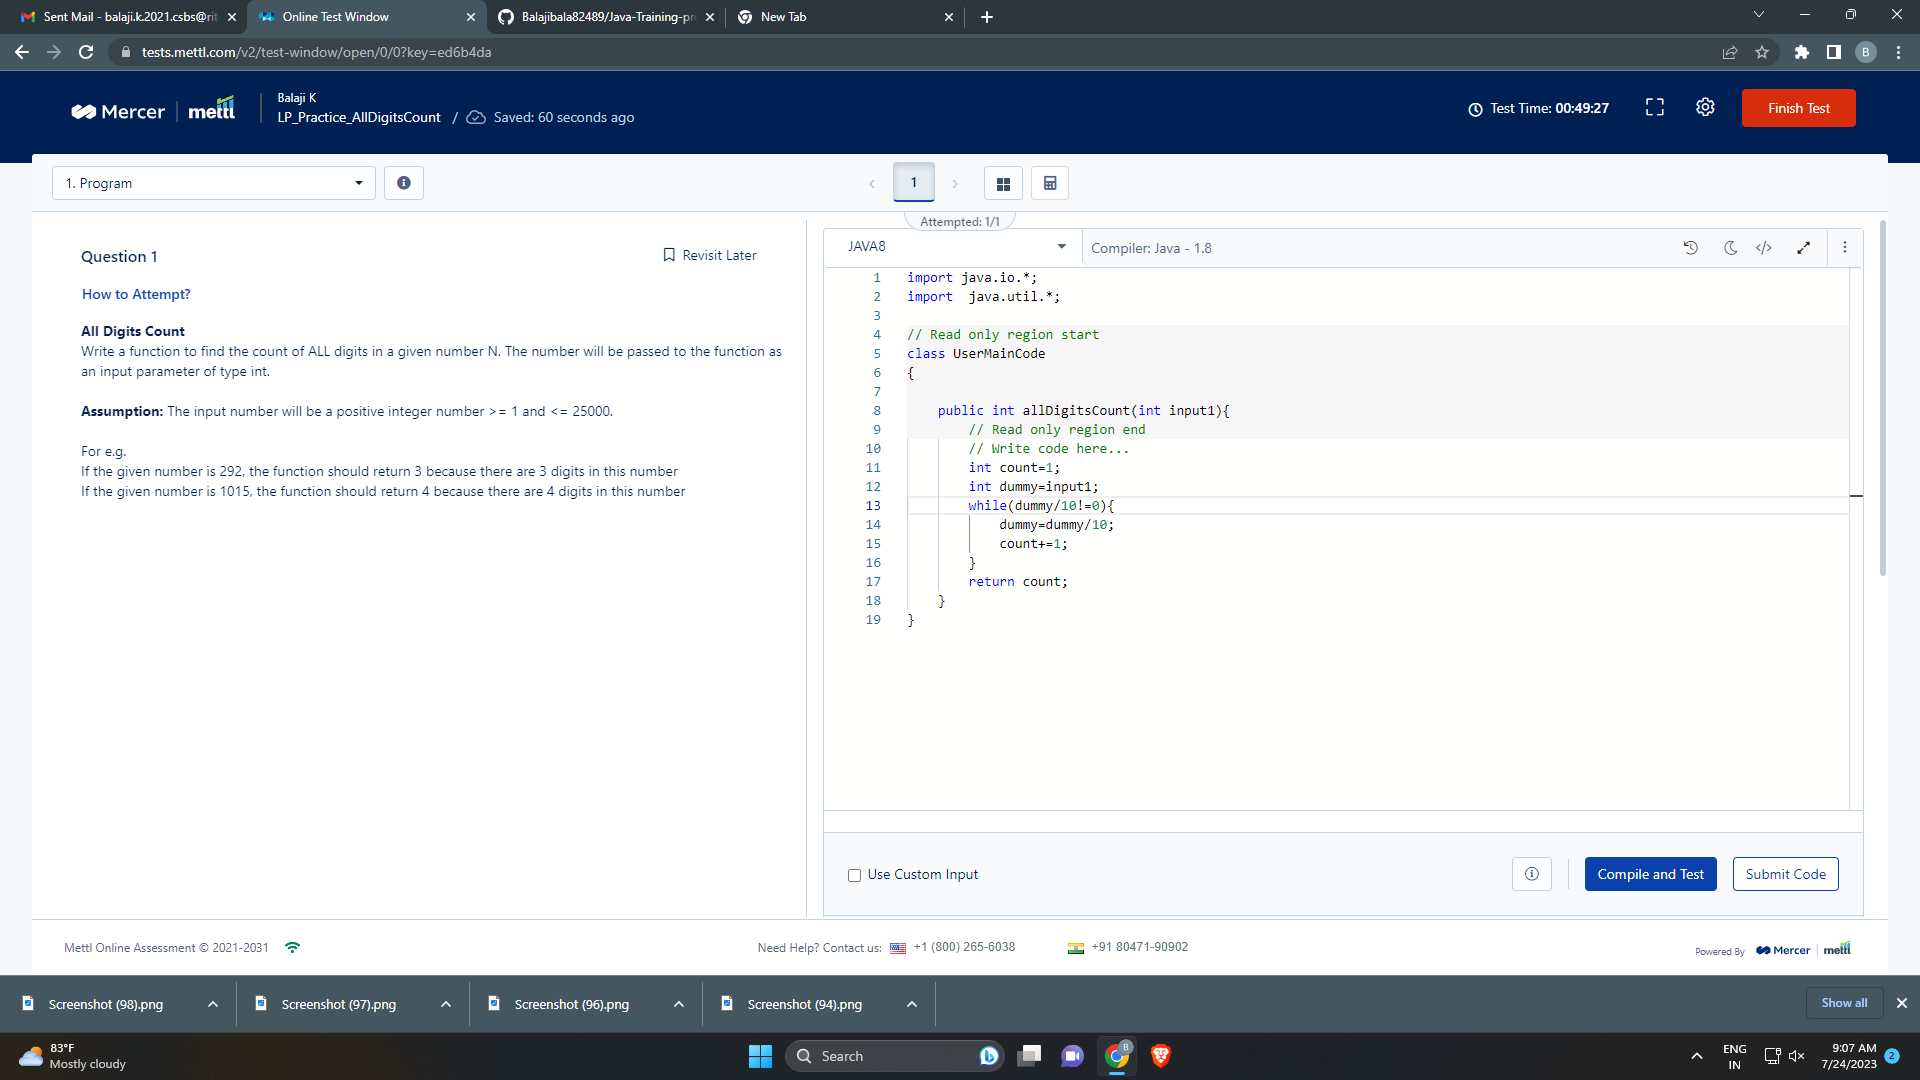 Sent Mail - balaji.k.2021.csbs@rit
Online Test Window
Balajibala82489/Java-Training-pr
New Tab
tests.mettl.com/v2/test-window/open/0/0?key=ed6b4da
B
Mercer
mettl
Balaji K
LP_Practice_AllDigitsCount / Saved: 60 seconds ago
Test Time: 00:49:27
Finish Test
1. Program
1
Attempted: 1/1
Question 1
Revisit Later
How to Attempt?
All Digits Count
Write a function to find the count of ALL digits in a given number N. The number will be passed to the function as
an input parameter of type int.
Assumption: The input number will be a positive integer number >= 1 and <= 25000.
For e.g.
If the given number is 292, the function should return 3 because there are 3 digits in this number
If the given number is 1015, the function should return 4 because there are 4 digits in this number
JAVA8
Compiler: Java - 1.8
1 import java.io.*;
2 import  java.util.*;
3
4 // Read only region start
5 class UserMainCode
6 {
7
8     public int allDigitsCount(int input1){
9         // Read only region end
10         // Write code here...
11         int count=1;
12         int dummy=input1;
13         while(dummy/10!=0){
14             dummy=dummy/10;
15             count+=1;
16         }
17         return count;
18     }
19 }
Use Custom Input
Compile and Test
Submit Code
Mettl Online Assessment © 2021-2031
Need Help? Contact us: +1 (800) 265-6038
+91 80471-90902
Powered By Mercer mettl
Screenshot (98).png
Screenshot (97).png
Screenshot (96).png
Screenshot (94).png
Show all
83°F
Mostly cloudy
Search
B
ENG
IN
9:07 AM
7/24/2023
2